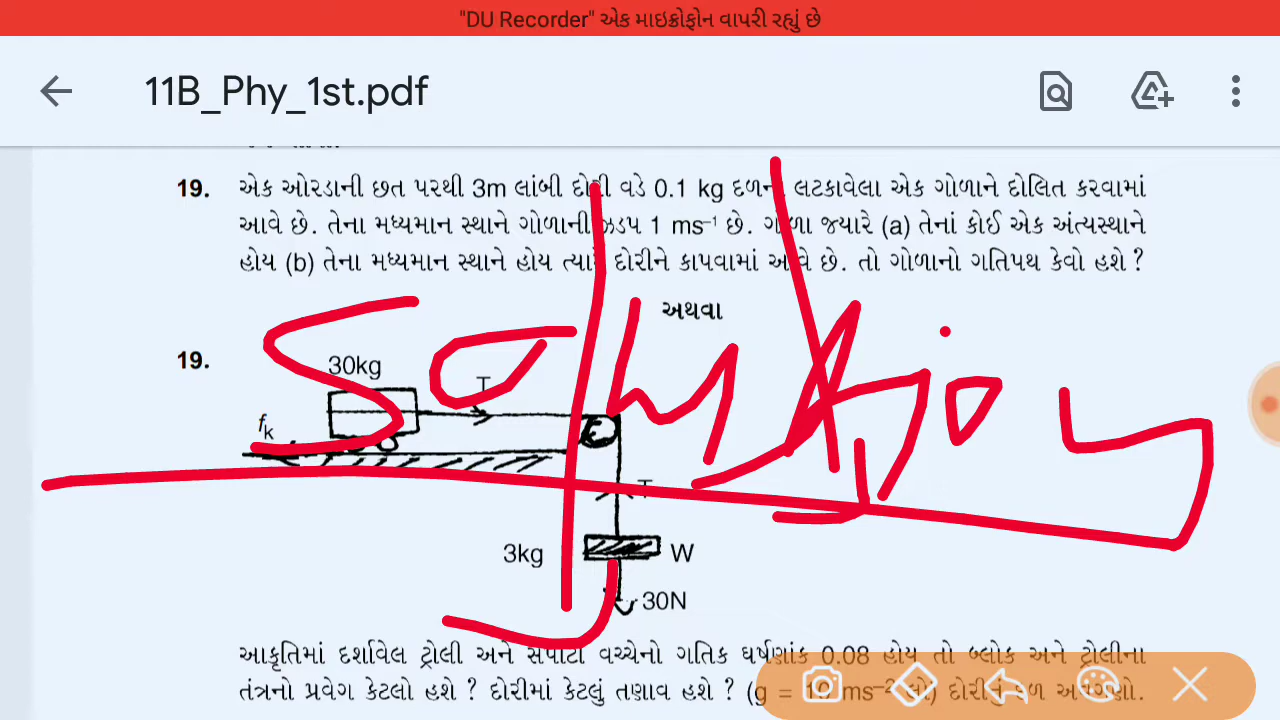 "DU Recorder" એક માઇક્રોફોન વાપરી રહ્યું છે
11B_Phy_1st.pdf
19. એક ઓરડાની છત પરથી 3m લાંબી દોરી વડે 0.1 kg દળના લટકાવેલા એક ગોળાને દોલિત કરવામાં
આવે છે. તેના મધ્યમાન સ્થાને ગોળાની ઝડપ 1 ms⁻¹ છે. ગોળા જ્યારે (a) તેનાં કોઈ એક અંત્યસ્થાને
હોય (b) તેના મધ્યમાન સ્થાને હોય ત્યારે દોરીને કાપવામાં આવે છે. તો ગોળાનો ગતિપથ કેવો હશે ?
અથવા
19.
30kg
T
fk
Solution
T
3kg
W
30N
આકૃતિમાં દર્શાવેલ ટ્રોલી અને સપાટી વચ્ચેનો ગતિક ઘર્ષણાંક 0.08 હોય તો બ્લોક અને ટ્રોલીના
તંત્રનો પ્રવેગ કેટલો હશે ? દોરીમાં કેટલું તણાવ હશે ? (g = 10 ms⁻² લો) દોરીનું દળ અવગણો.